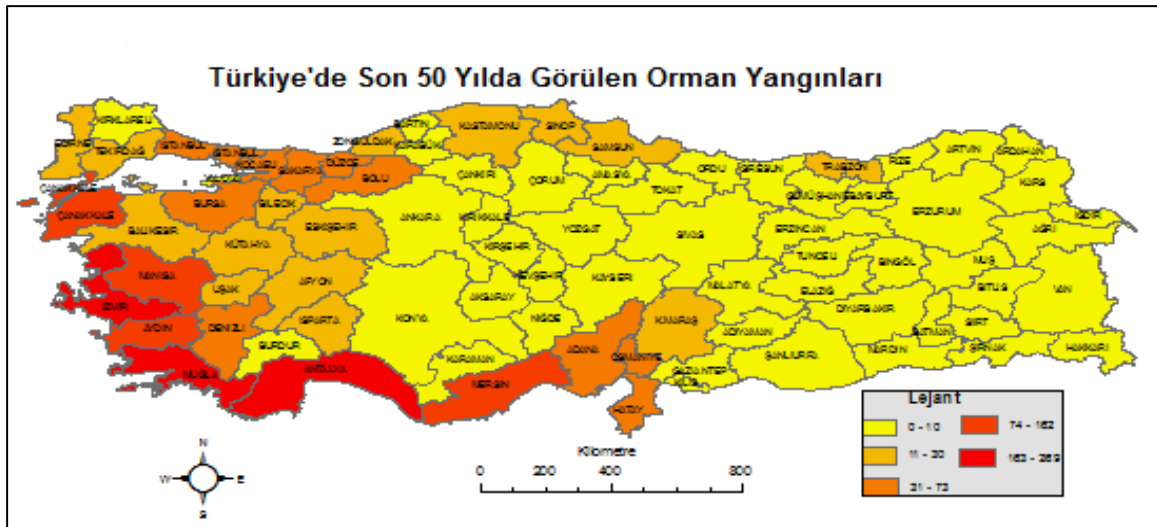 Türkiye'de Son 50 Yılda Görülen Orman Yangınları
KIRKLARELİ
EDİRNE
TEKİRDAĞ
İSTANBUL
İSTANBUL
KOCAELİ
SAKARYA
DÜZCE
BOLU
ZONGULDAK
BARTIN
KARABÜK
KASTAMONU
SİNOP
SAMSUN
ÇANKIRI
ÇORUM
AMASYA
TOKAT
ORDU
GİRESUN
TRABZON
RİZE
ARTVİN
ARDAHAN
KARS
GÜMÜŞHANE
BAYBURT
ERZURUM
IĞDIR
AĞRI
ÇANAKKALE
ÇANAKKALE
BURSA
BİLECİK
BALIKESİR
KÜTAHYA
ESKİŞEHİR
ANKARA
KIRIKKALE
YOZGAT
SİVAS
ERZİNCAN
TUNCELİ
BİNGÖL
MUŞ
BİTLİS
VAN
KIRŞEHİR
NEVŞEHİR
KAYSERİ
MALATYA
ELAZIĞ
DİYARBAKIR
BATMAN
SİİRT
ŞIRNAK
HAKKARİ
MANİSA
UŞAK
AFYON
İZMİR
AYDIN
DENİZLİ
ISPARTA
BURDUR
KONYA
AKSARAY
NİĞDE
KARAMAN
ADANA
K.MARAŞ
ADIYAMAN
ŞANLIURFA
MARDİN
MUĞLA
ANTALYA
MERSİN
OSMANİYE
GAZİANTEP
KİLİS
HATAY
Lejant
0 - 10
74 - 162
11 - 30
163 - 269
31 - 73
Kilometre
0 200 400 800
N
W E
S